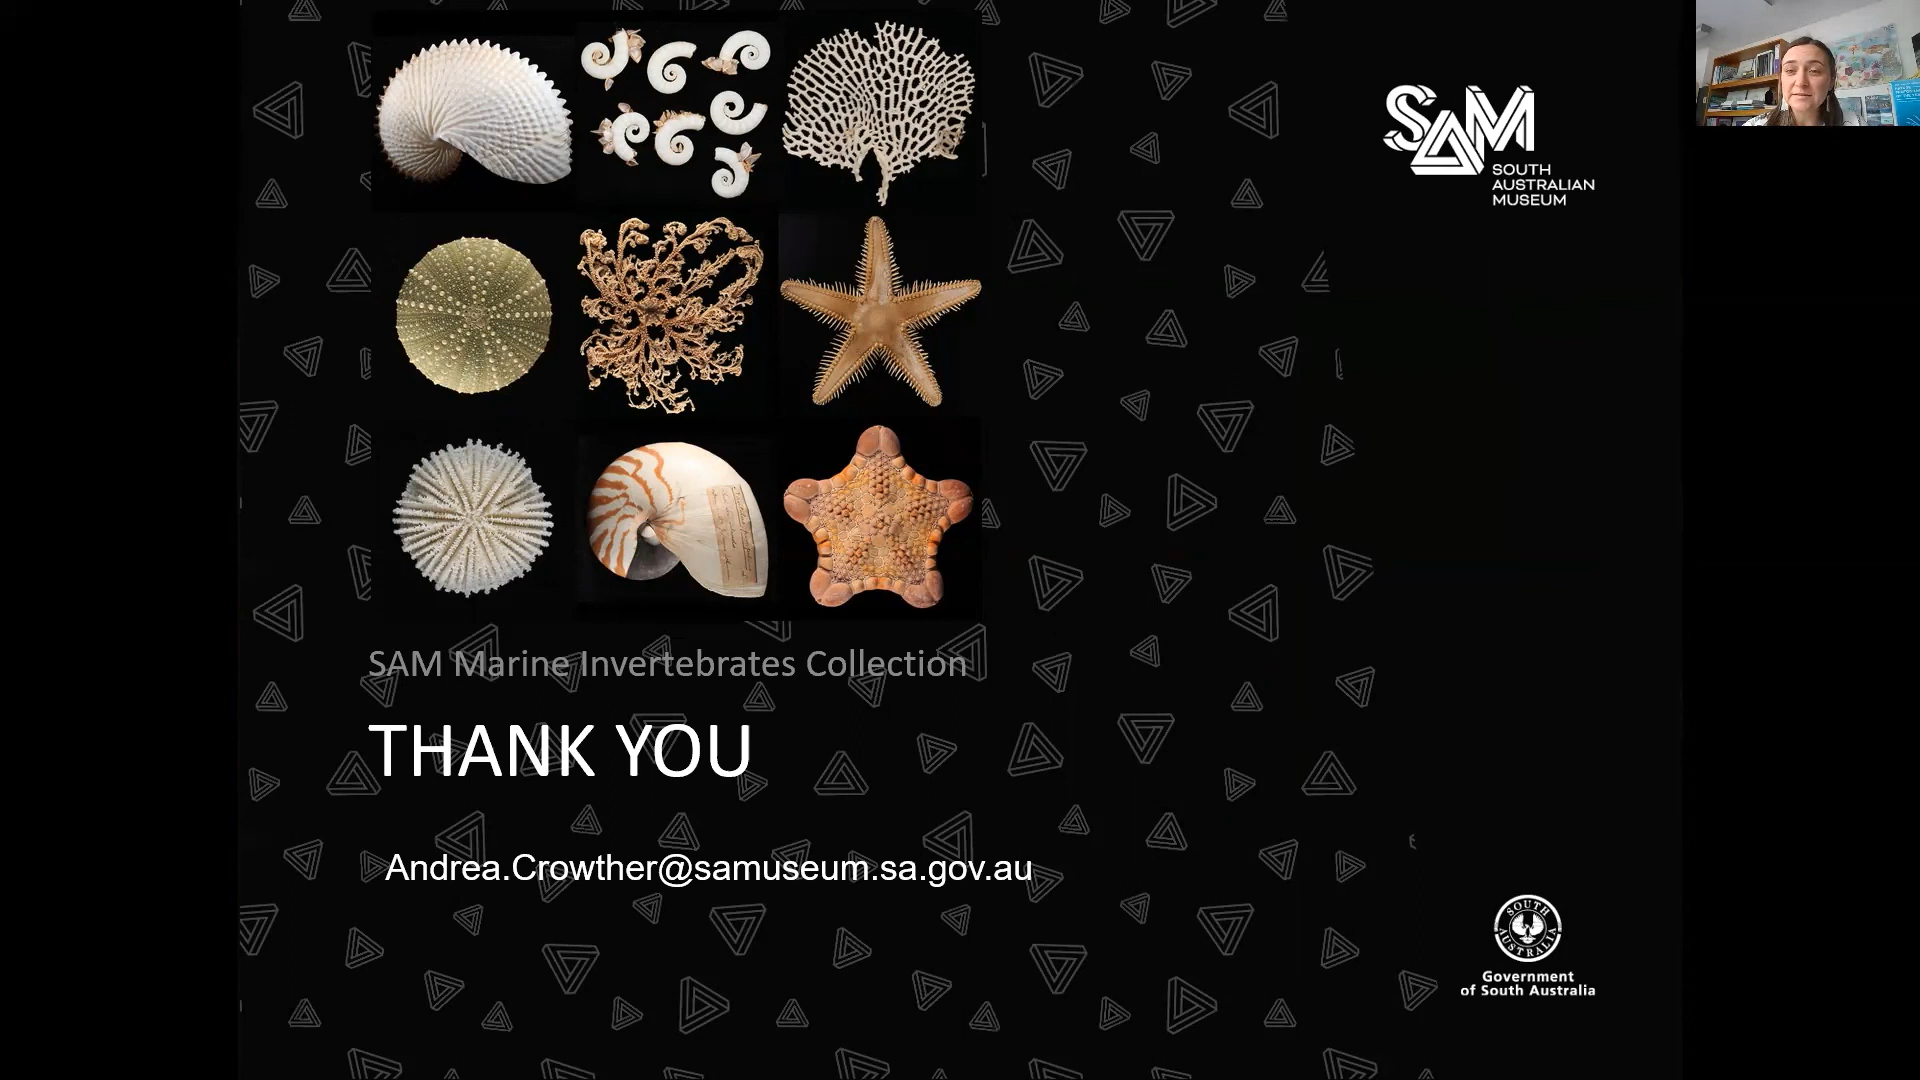 SAM
SOUTH
AUSTRALIAN
MUSEUM
SAM Marine Invertebrates Collection
THANK YOU
Andrea.Crowther@samuseum.sa.gov.au
SOUTH
AUSTRALIA
Government
of South Australia